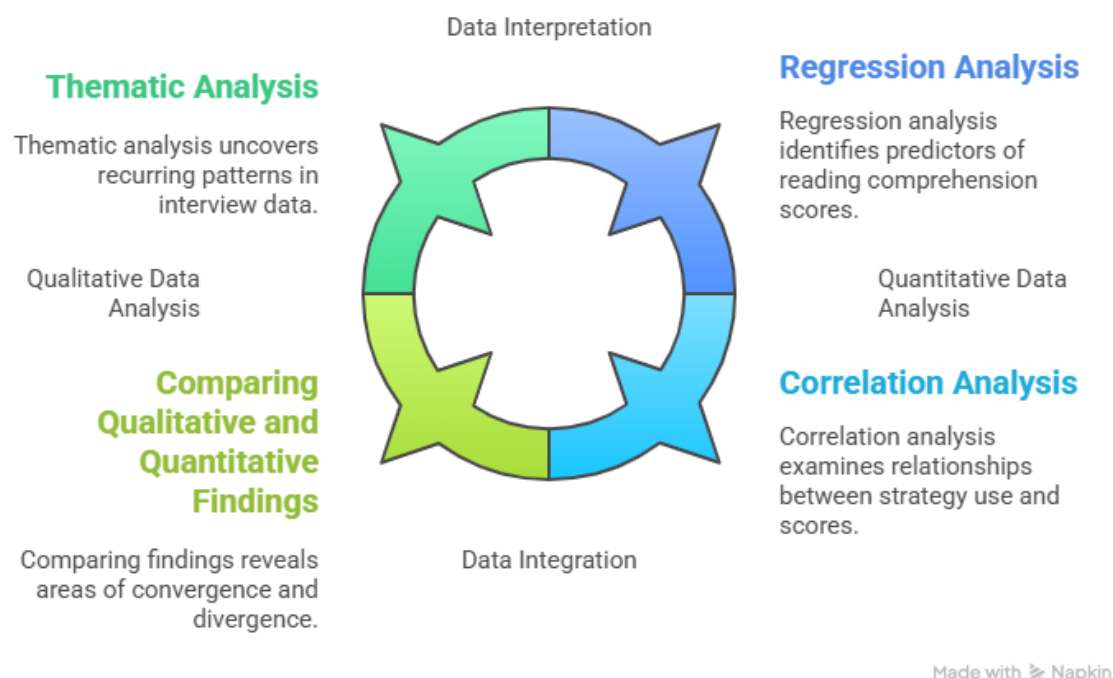 Data Interpretation
Thematic Analysis
Thematic analysis uncovers
recurring patterns in
interview data.
Regression Analysis
Regression analysis
identifies predictors of
reading comprehension
scores.
Qualitative Data
Analysis
Quantitative Data
Analysis
Comparing
Qualitative and
Quantitative
Findings
Comparing findings reveals
areas of convergence and
divergence.
Correlation Analysis
Correlation analysis
examines relationships
between strategy use and
scores.
Data Integration
Made with Napkin